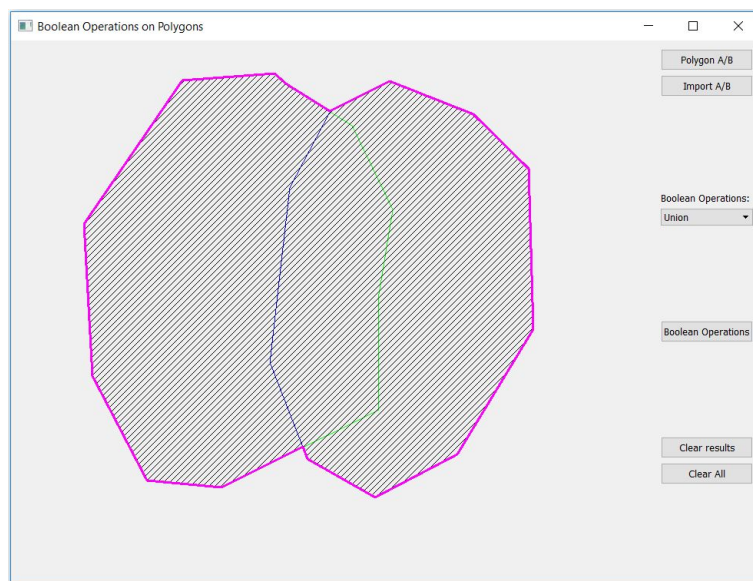 Boolean Operations on Polygons
Polygon A/B
Import A/B
Boolean Operations:
Union
Boolean Operations
Clear results
Clear All